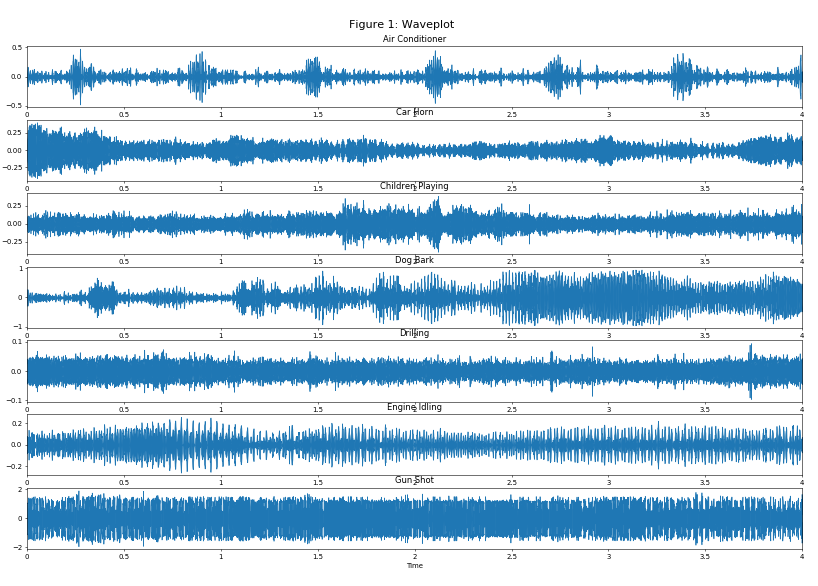 Figure 1: Waveplot
Air Conditioner
0.5
0.0
−0.5
0 0.5 1 1.5 2 2.5 3 3.5 4
Car Horn
0.25
0.00
−0.25
0 0.5 1 1.5 2 2.5 3 3.5 4
Children Playing
0.25
0.00
−0.25
0 0.5 1 1.5 2 2.5 3 3.5 4
Dog Bark
1
0
−1
0 0.5 1 1.5 2 2.5 3 3.5 4
Drilling
0.1
0.0
−0.1
0 0.5 1 1.5 2 2.5 3 3.5 4
Engine Idling
0.2
0.0
−0.2
0 0.5 1 1.5 2 2.5 3 3.5 4
Gun Shot
2
0
−2
0 0.5 1 1.5 2 2.5 3 3.5 4
Time